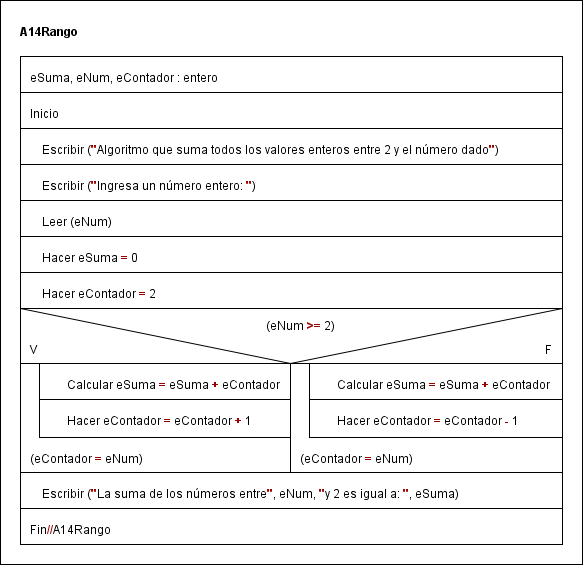 A14Rango
eSuma, eNum, eContador : entero
Inicio
Escribir ("Algoritmo que suma todos los valores enteros entre 2 y el número dado")
Escribir ("Ingresa un número entero: ")
Leer (eNum)
Hacer eSuma = 0
Hacer eContador = 2
(eNum >= 2)
V F
Calcular eSuma = eSuma + eContador
Hacer eContador = eContador + 1
(eContador = eNum)
Calcular eSuma = eSuma + eContador
Hacer eContador = eContador - 1
(eContador = eNum)
Escribir ("La suma de los números entre", eNum, "y 2 es igual a: ", eSuma)
Fin//A14Rango